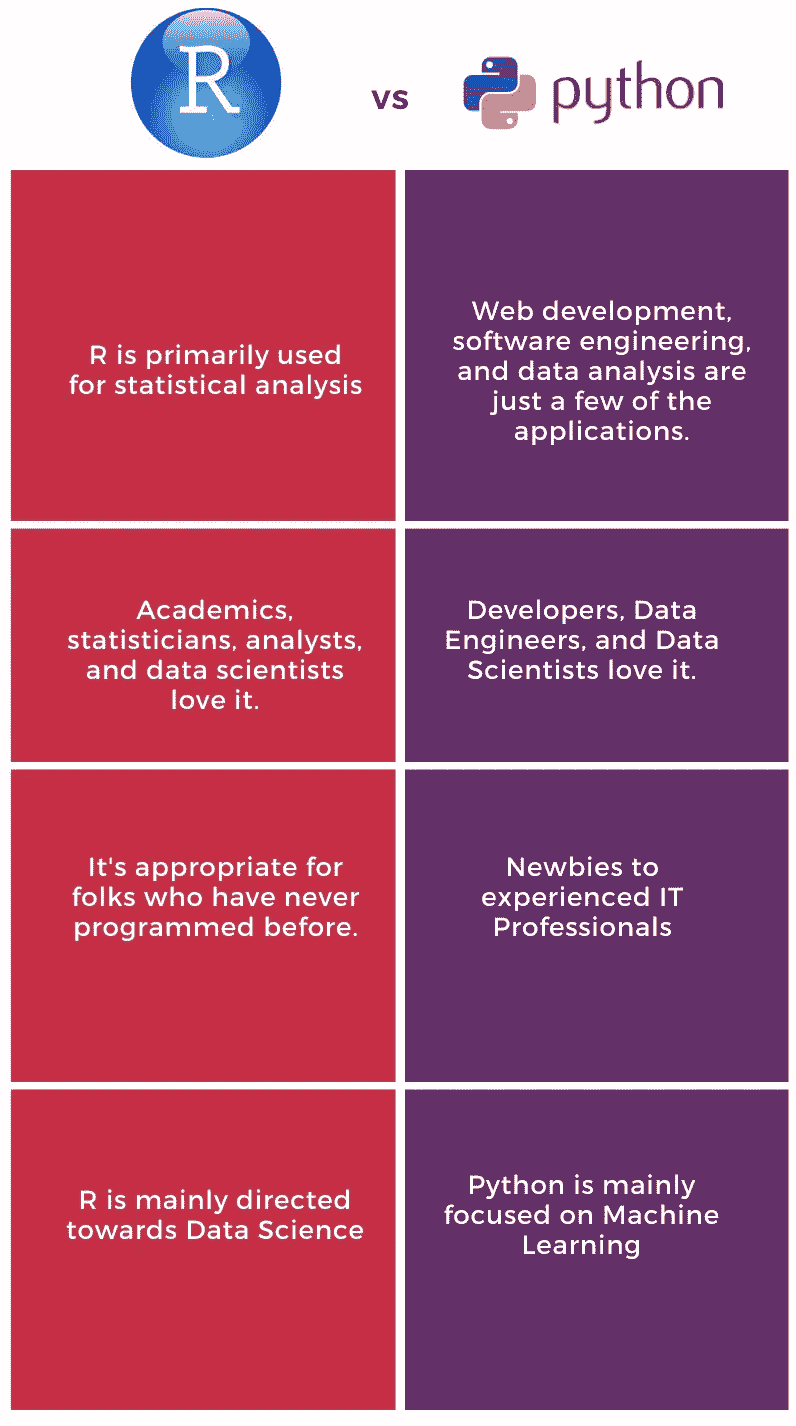 R
vs
python
R is primarily used
for statistical analysis
Web development,
software engineering,
and data analysis are
just a few of the
applications.
Academics,
statisticians, analysts,
and data scientists
love it.
Developers, Data
Engineers, and Data
Scientists love it.
It's appropriate for
folks who have never
programmed before.
Newbies to
experienced IT
Professionals
R is mainly directed
towards Data Science
Python is mainly
focused on Machine
Learning